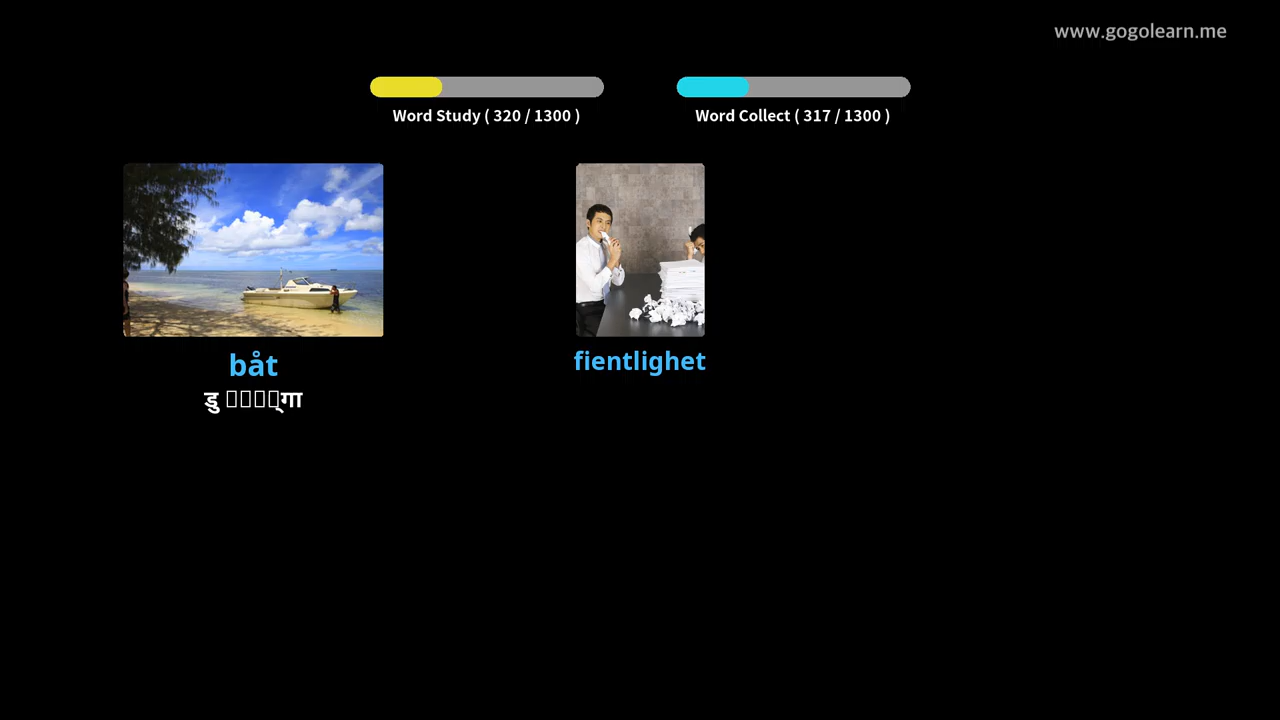 www.gogolearn.me
Word Study ( 320 / 1300 )
Word Collect ( 317 / 1300 )
båt
fientlighet
डु